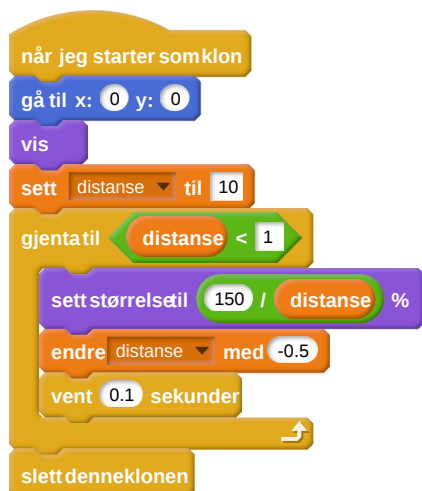 når jeg starter som klon
gå til x: 0 y: 0
vis
sett distanse til 10
gjenta til distanse < 1
sett størrelse til 150 / distanse %
endre distanse med -0.5
vent 0.1 sekunder
slett denne klonen